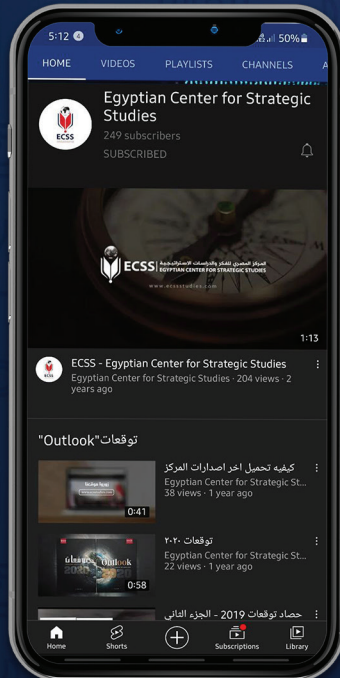 5:12 4 50%
HOME VIDEOS PLAYLISTS CHANNELS A
Egyptian Center for Strategic
Studies
ECSS
249 subscribers
SUBSCRIBED
ECSS المركز المصري للفكر والدراسات الاستراتيجية
EGYPTIAN CENTER FOR STRATEGIC STUDIES
www.ecsstudies.com
1:13
ECSS - Egyptian Center for Strategic Studies
Egyptian Center for Strategic Studies · 204 views · 2
years ago
"Outlook"توقعات
كيفيه تحميل اخر اصدارات المركز
Egyptian Center for Strategic St...
38 views · 1 year ago
0:41
توقعات ٢٠٢٠
Egyptian Center for Strategic St...
22 views · 1 year ago
Outlook
0:58
حصاد توقعات 2019 - الجزء الثاني
Home Shorts Subscriptions Library